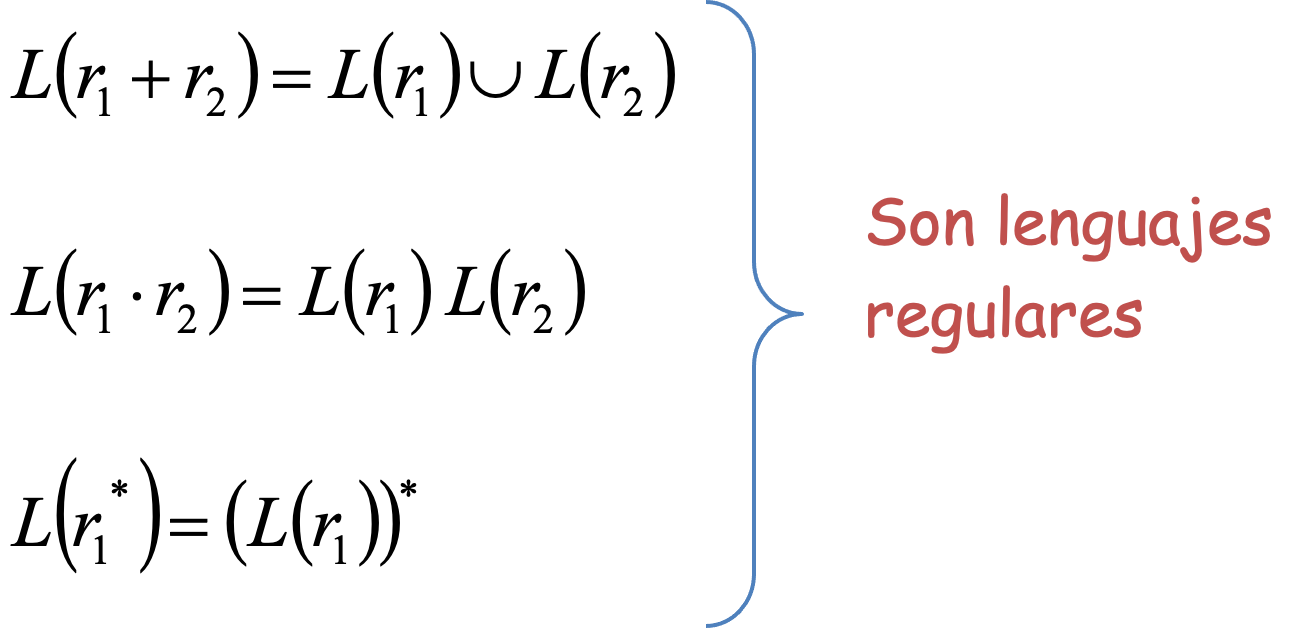 L(r₁ + r₂) = L(r₁) ∪ L(r₂)
L(r₁ · r₂) = L(r₁) L(r₂)
L(r₁*) = (L(r₁))*
Son lenguajes
regulares